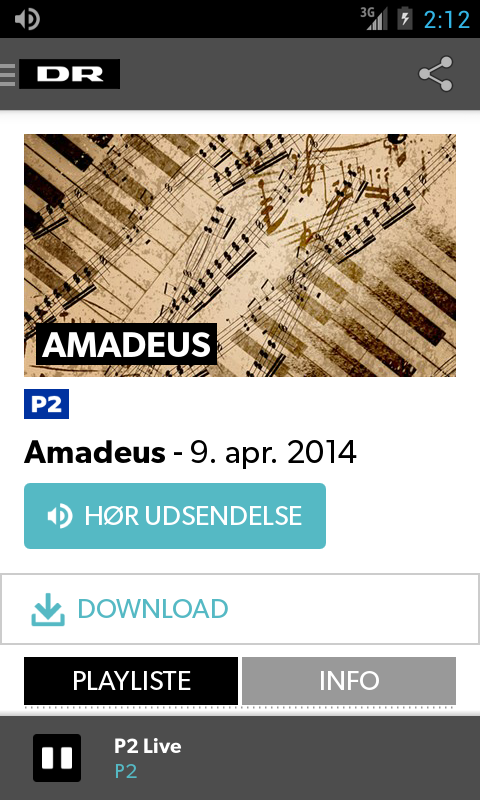 3G
2:12
DR
AMADEUS
P2
Amadeus - 9. apr. 2014
HØR UDSENDELSE
DOWNLOAD
PLAYLISTE
INFO
P2 Live
P2